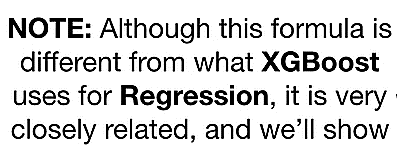 NOTE: Although this formula is
different from what XGBoost
uses for Regression, it is very
closely related, and we'll show